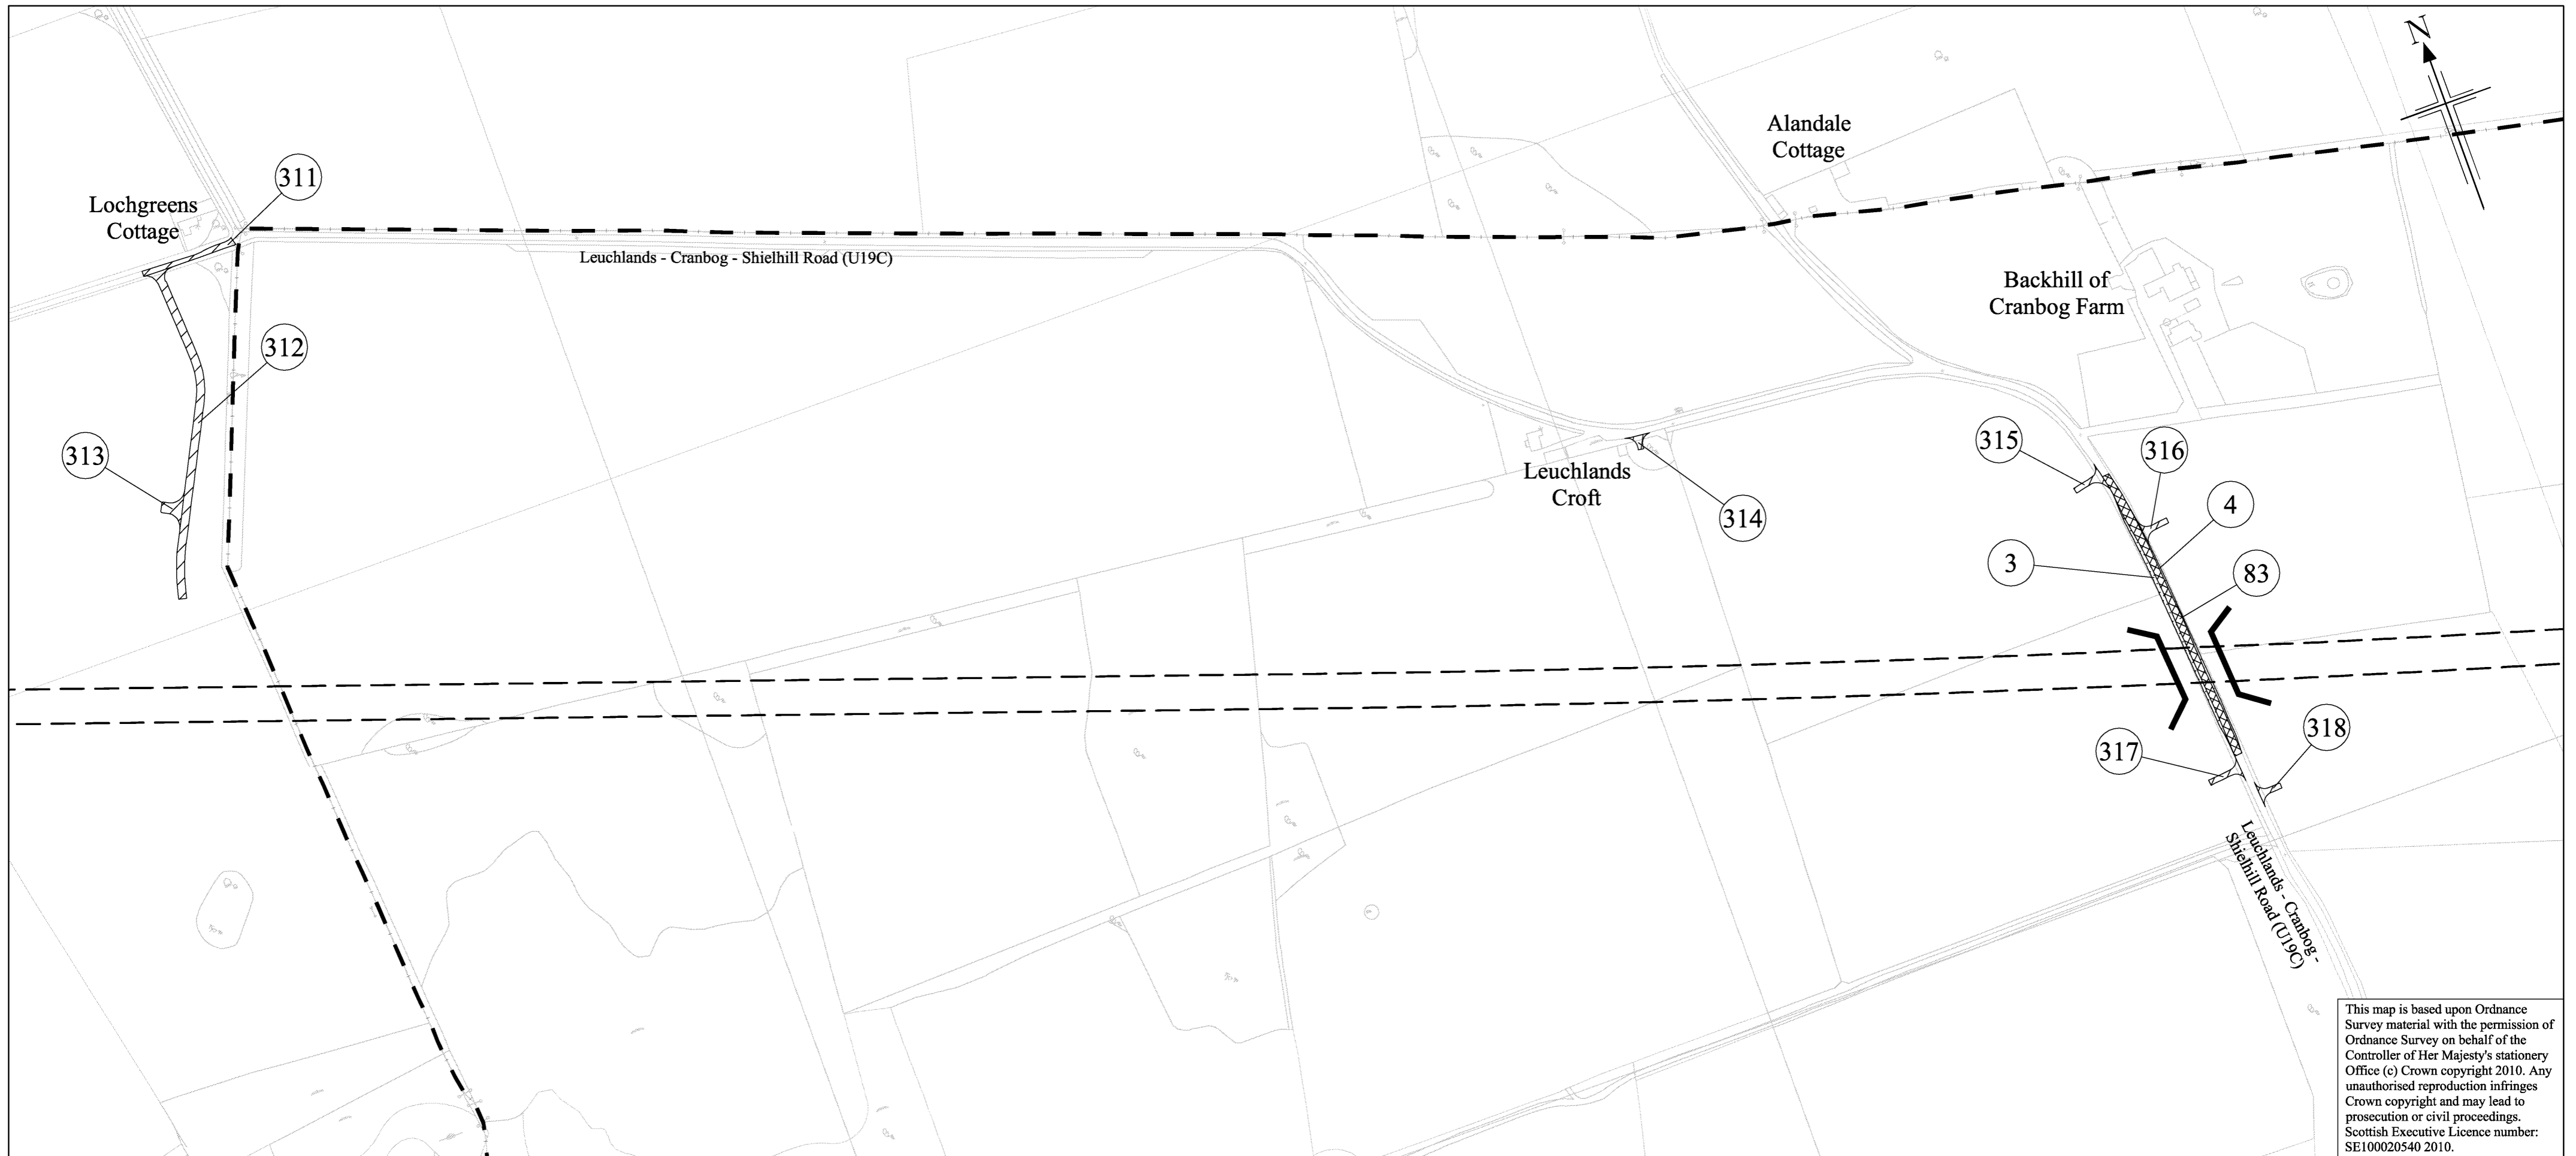 N
Alandale
Cottage
311
Lochgreens
Cottage
Leuchlands - Cranbog - Shielhill Road (U19C)
Backhill of
Cranbog Farm
312
313
315
316
Leuchlands
Croft
314
4
3
83
317
318
Leuchlands - Cranbog -
Shielhill Road (U19C)
This map is based upon Ordnance
Survey material with the permission of
Ordnance Survey on behalf of the
Controller of Her Majesty's stationery
Office (c) Crown copyright 2010. Any
unauthorised reproduction infringes
Crown copyright and may lead to
prosecution or civil proceedings.
Scottish Executive Licence number:
SE100020540 2010.